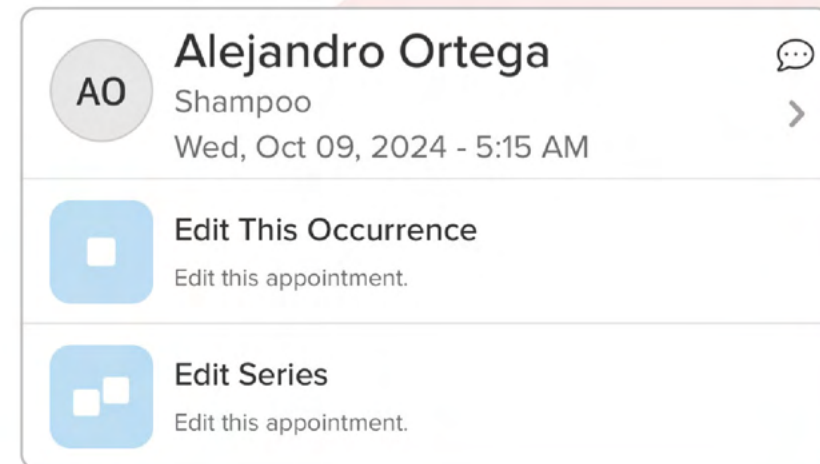 AO
Alejandro Ortega
Shampoo
Wed, Oct 09, 2024 - 5:15 AM
Edit This Occurrence
Edit this appointment.
Edit Series
Edit this appointment.